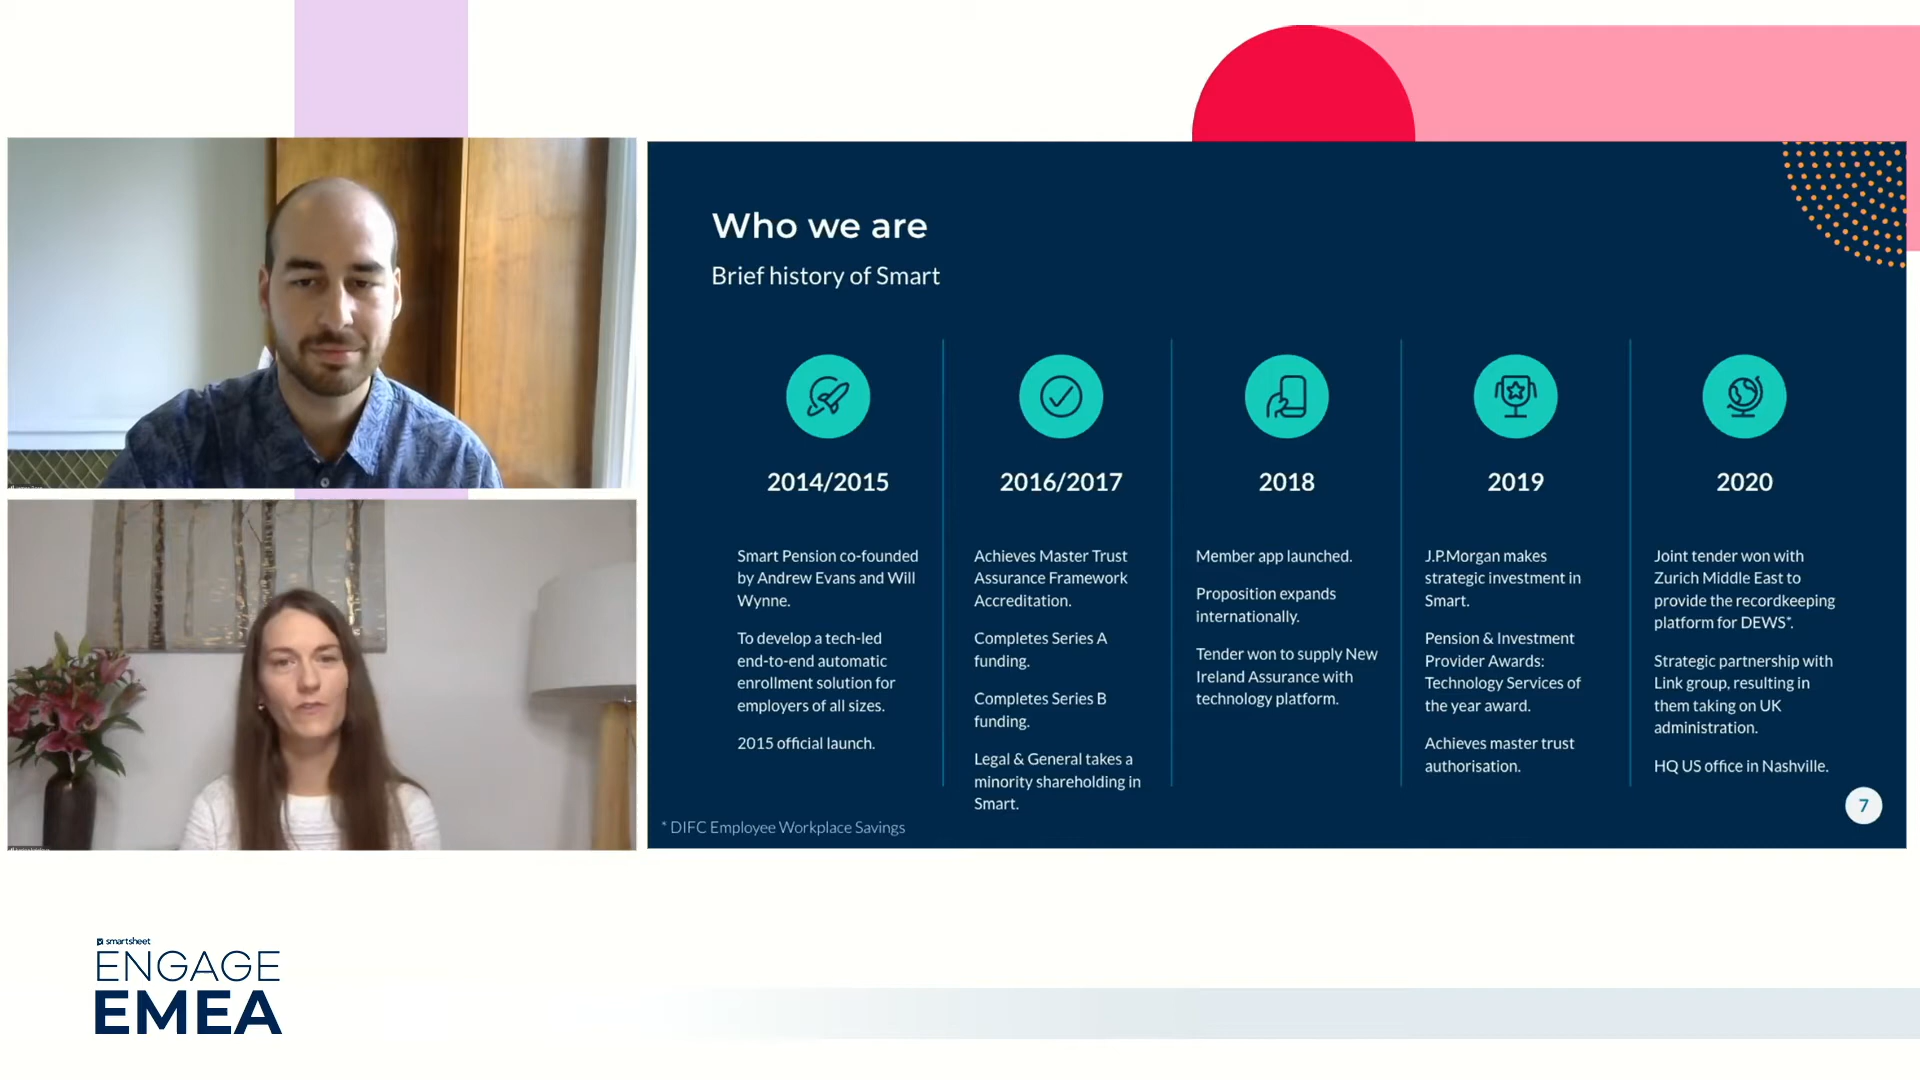 Who we are
Brief history of Smart
2014/2015
Smart Pension co-founded
by Andrew Evans and Will
Wynne.
To develop a tech-led
end-to-end automatic
enrollment solution for
employers of all sizes.
2015 official launch.
2016/2017
Achieves Master Trust
Assurance Framework
Accreditation.
Completes Series A
funding.
Completes Series B
funding.
Legal & General takes a
minority shareholding in
Smart.
2018
Member app launched.
Proposition expands
internationally.
Tender won to supply New
Ireland Assurance with
technology platform.
2019
J.P.Morgan makes
strategic investment in
Smart.
Pension & Investment
Provider Awards:
Technology Services of
the year award.
Achieves master trust
authorisation.
2020
Joint tender won with
Zurich Middle East to
provide the recordkeeping
platform for DEWS*.
Strategic partnership with
Link group, resulting in
them taking on UK
administration.
HQ US office in Nashville.
7
* DIFC Employee Workplace Savings
smartsheet
ENGAGE
EMEA